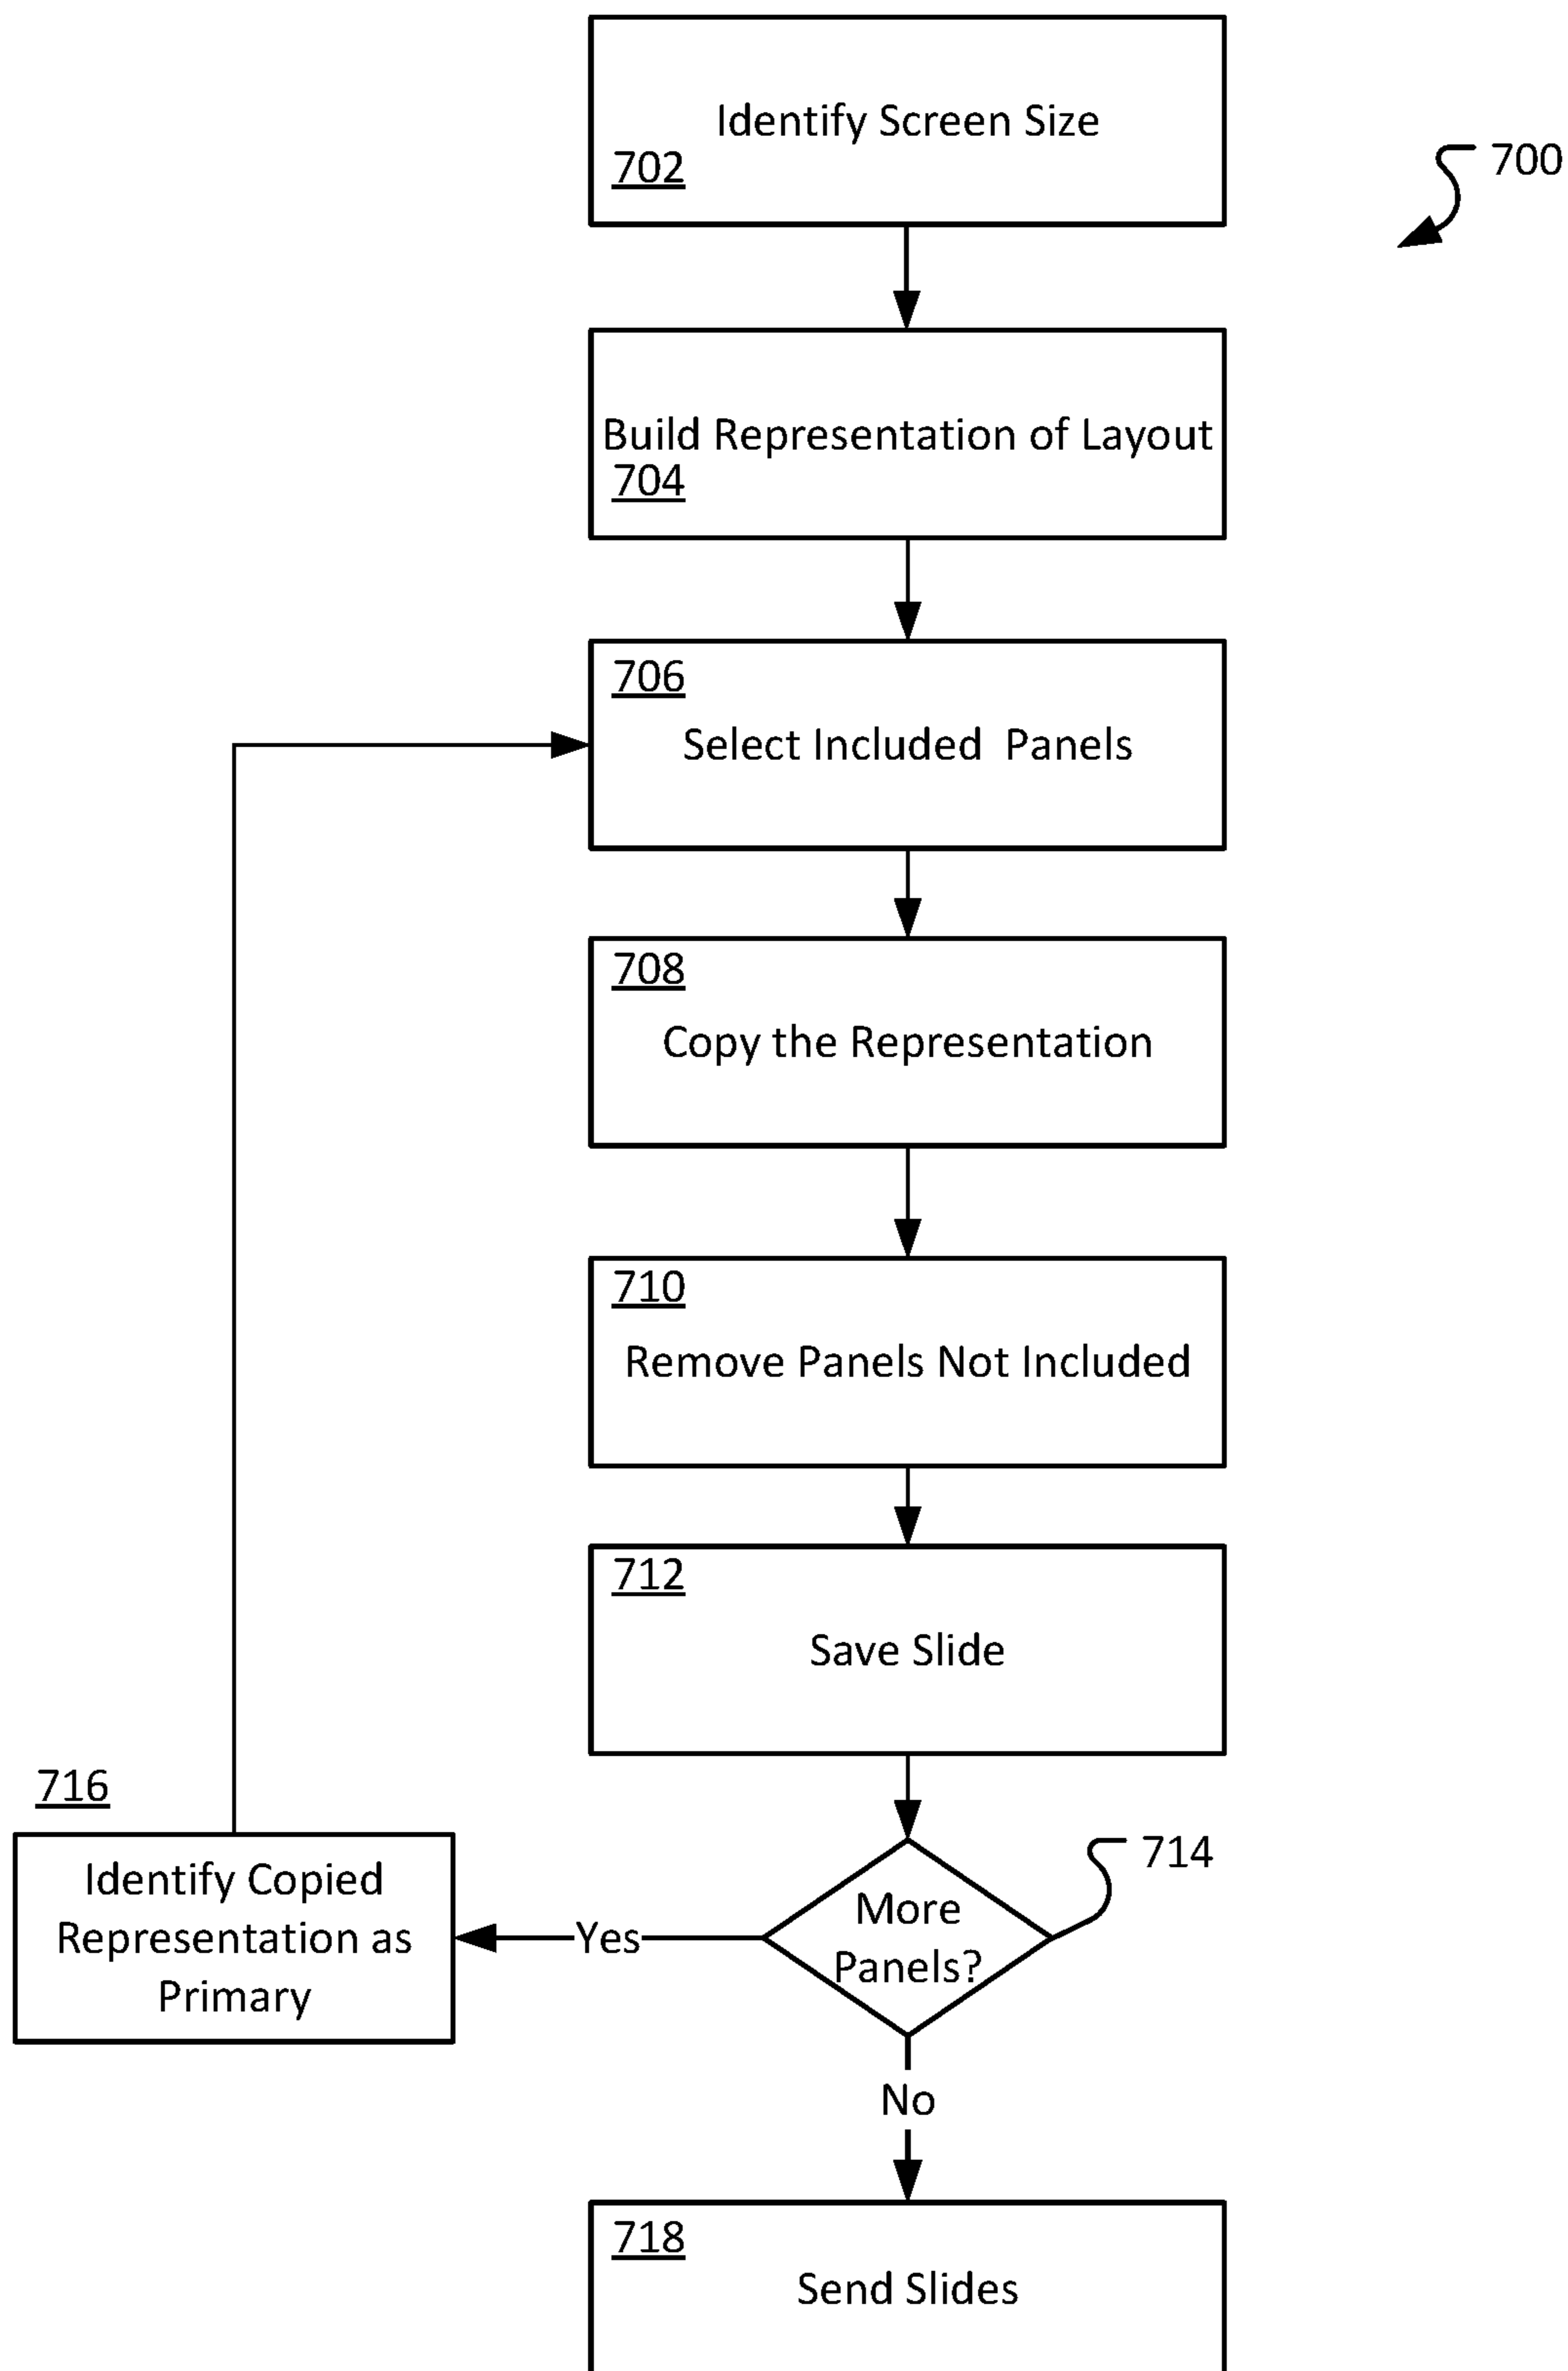 Identify Screen Size
702
700
Build Representation of Layout
704
706
Select Included Panels
708
Copy the Representation
710
Remove Panels Not Included
712
Save Slide
716
Identify Copied
Representation as
Primary
Yes
More
Panels?
714
No
718
Send Slides